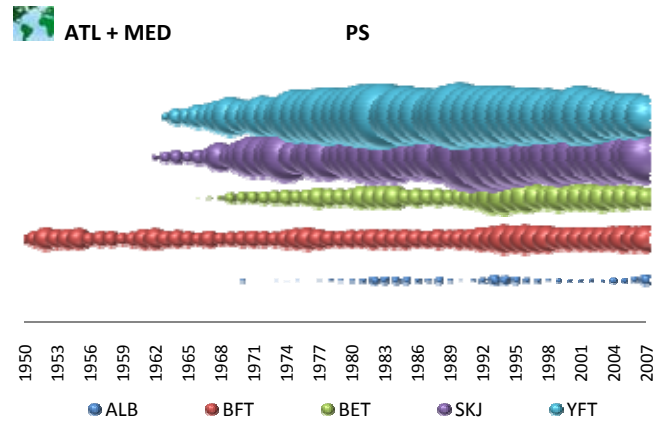 ATL + MED PS
1950 1953 1956 1959 1962 1965 1968 1971 1974 1977 1980 1983 1986 1989 1992 1995 1998 2001 2004 2007
ALB BFT BET SKJ YFT